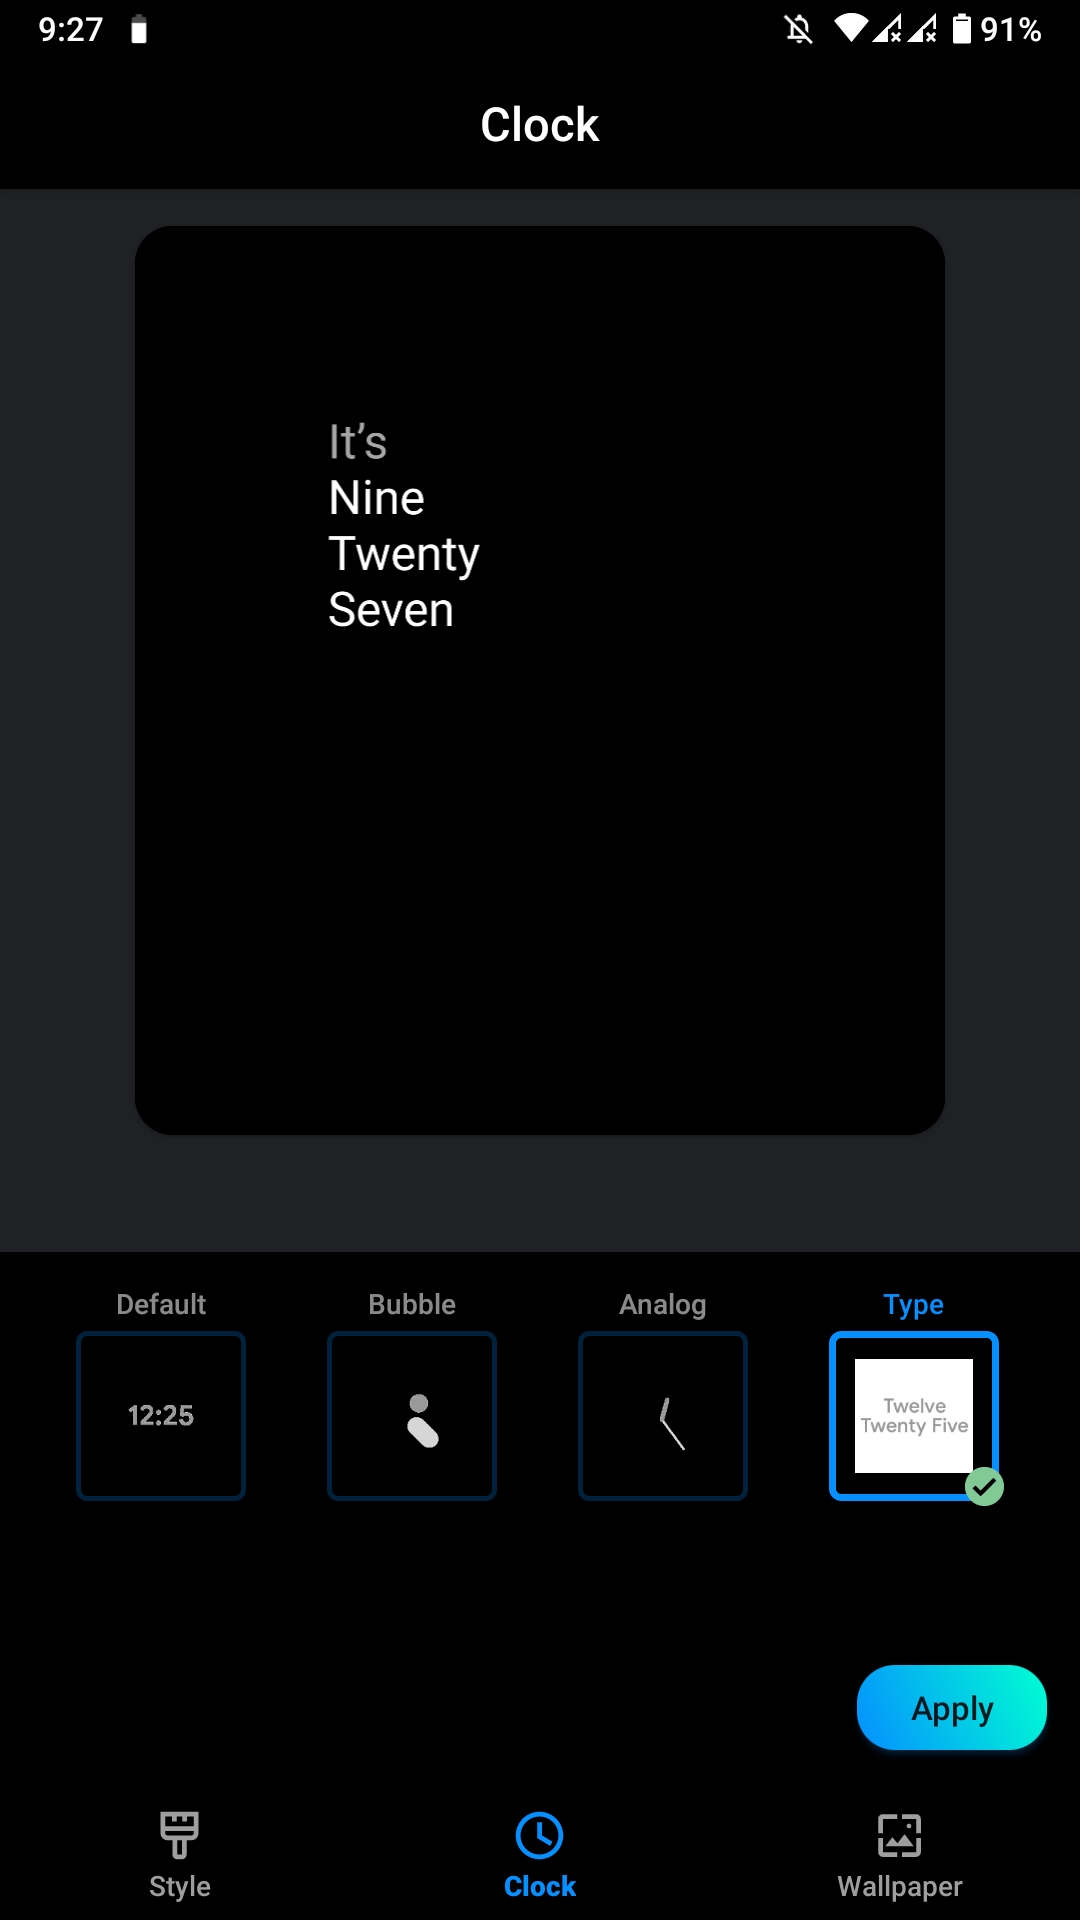 9:27
91%
Clock
It’s
Nine
Twenty
Seven
Default
Bubble
Analog
Type
12:25
Twelve
Twenty Five
Apply
Style
Clock
Wallpaper